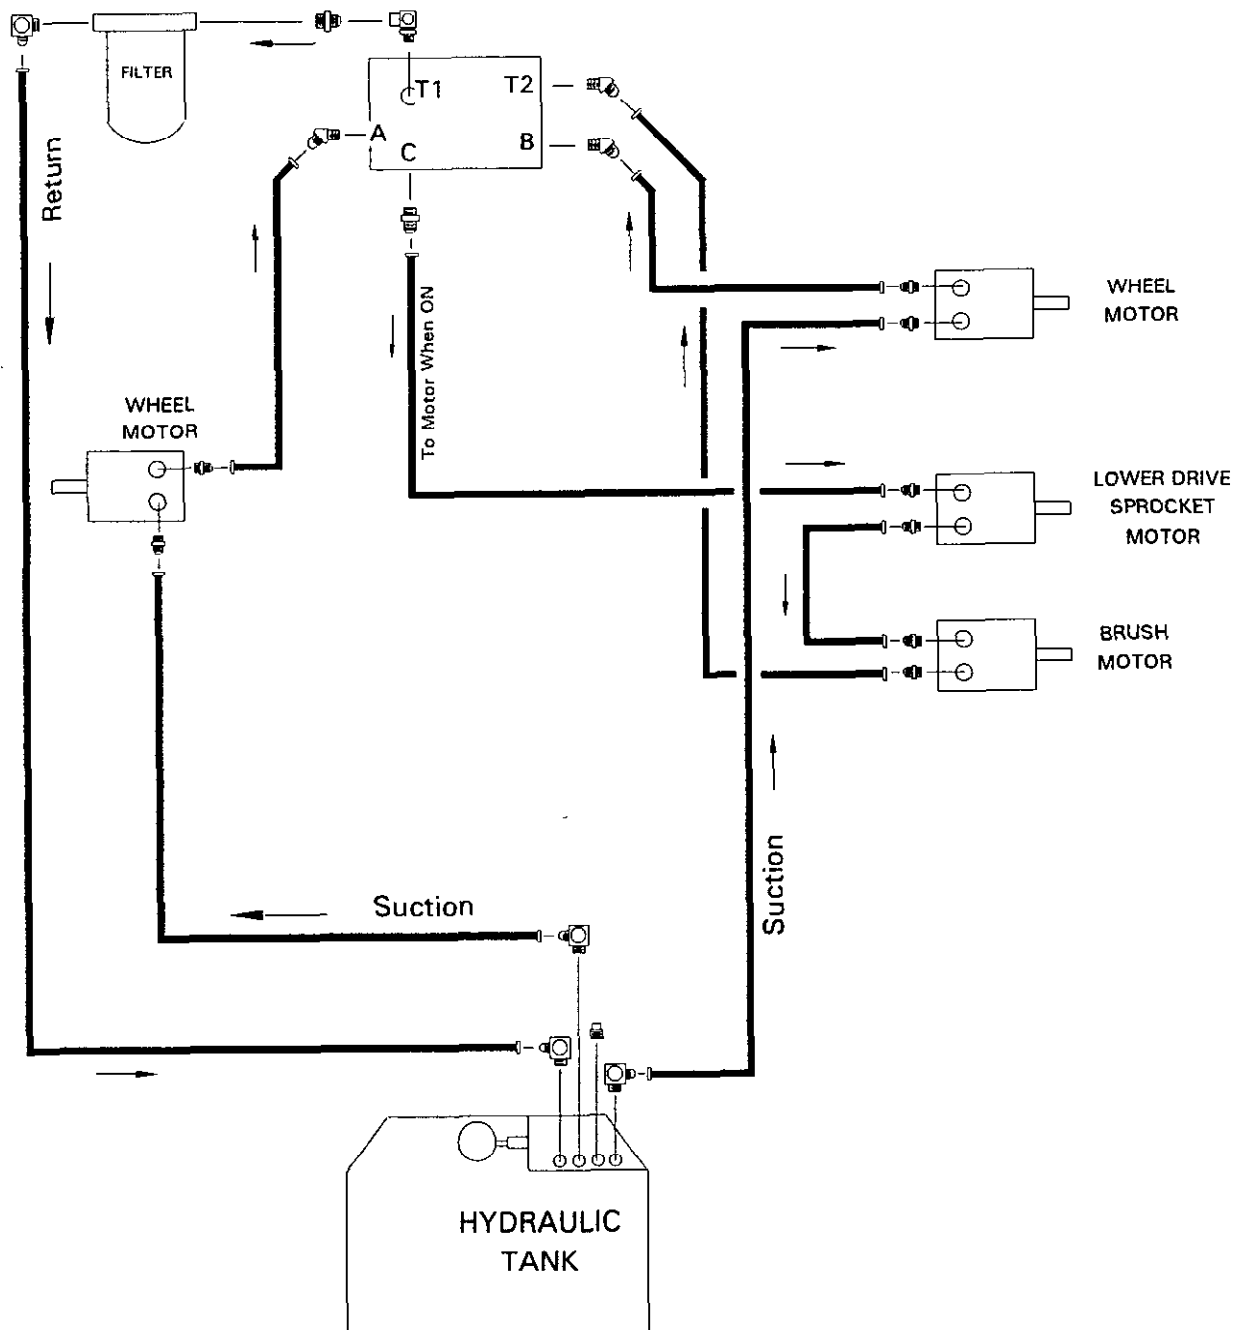 FILTER
T1
T2
A
B
C
Return
To Motor When ON
WHEEL
MOTOR
WHEEL
MOTOR
LOWER DRIVE
SPROCKET
MOTOR
BRUSH
MOTOR
Suction
Suction
HYDRAULIC
TANK